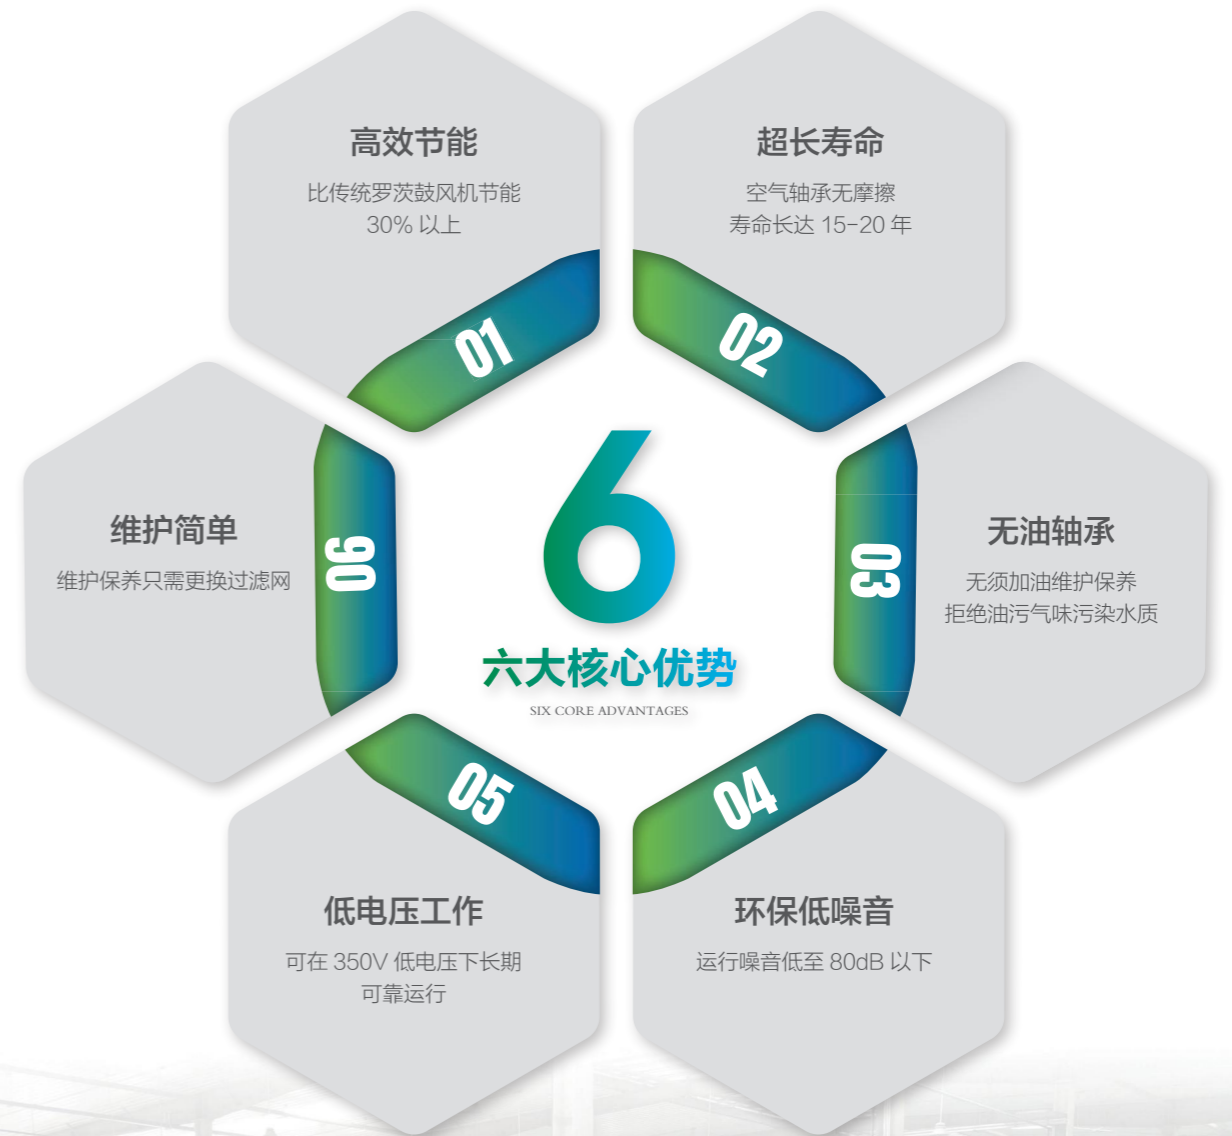 高效节能
比传统罗茨鼓风机节能
30% 以上
01
超长寿命
空气轴承无摩擦
寿命长达 15-20 年
02
无油轴承
无须加油维护保养
拒绝油污气味污染水质
03
环保低噪音
运行噪音低至 80dB 以下
04
低电压工作
可在 350V 低电压下长期
可靠运行
05
维护简单
维护保养只需更换过滤网
06
6
六大核心优势
SIX CORE ADVANTAGES